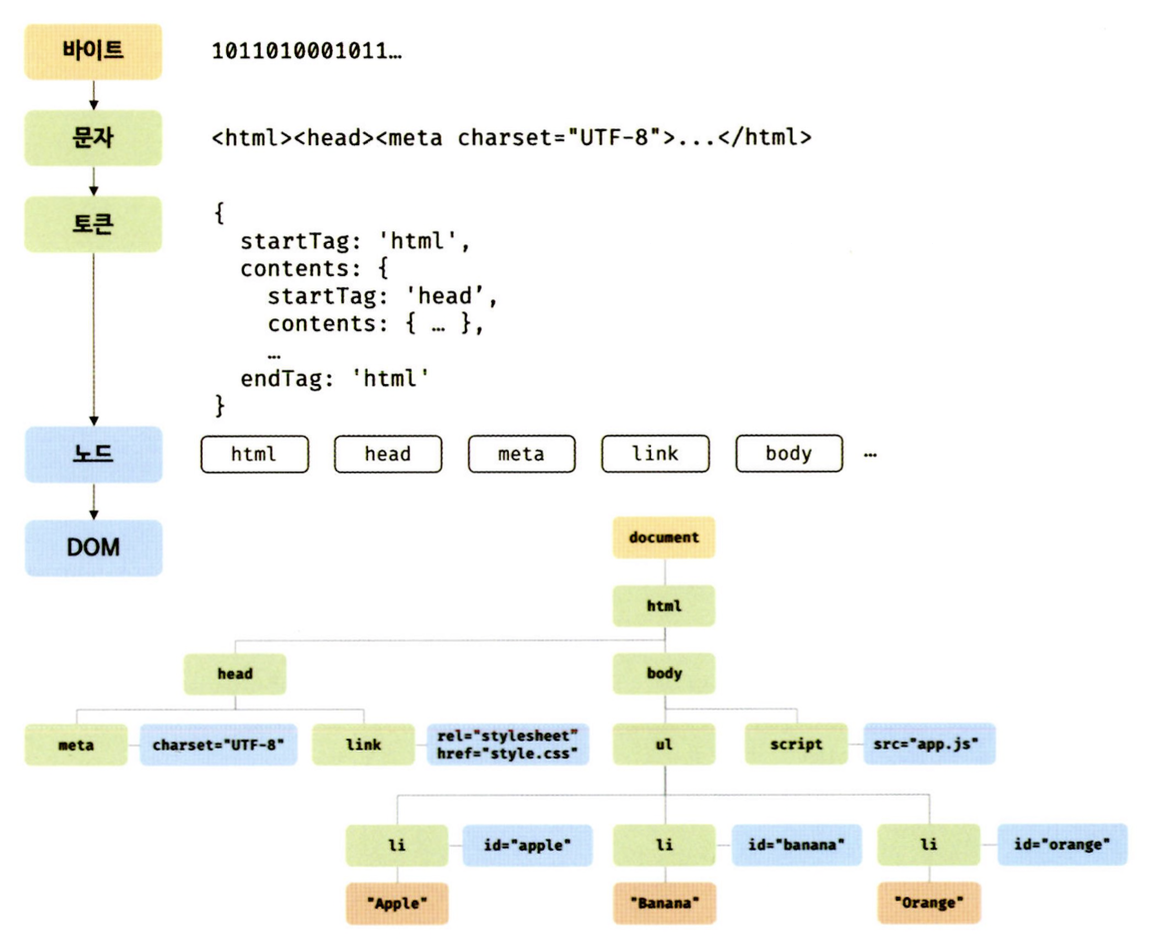 바이트
1011010001011…
문자
<html><head><meta charset="UTF-8">...</html>
토큰
{
startTag: 'html',
contents: {
startTag: 'head’,
contents: { … },
…
endTag: 'html'
}
노드
html head meta link body …
DOM
document
html
head body
meta charset="UTF-8" link rel="stylesheet" href="style.css" ul script src="app.js"
li id="apple" li id="banana" li id="orange"
"Apple" "Banana" "Orange"